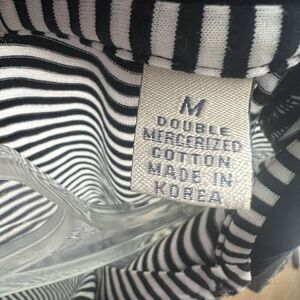 M
DOUBLE
MERCERIZED
COTTON
MADE IN
KOREA